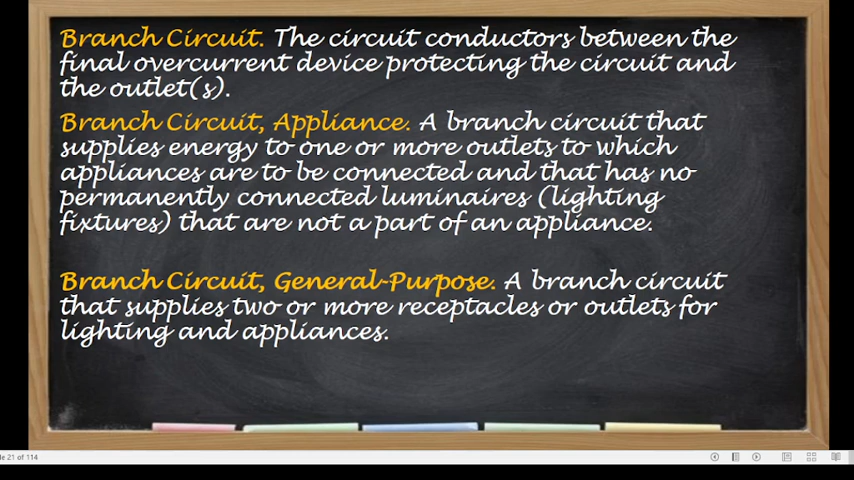 Branch Circuit. The circuit conductors between the
final overcurrent device protecting the circuit and
the outlet(s).
Branch Circuit, Appliance. A branch circuit that
supplies energy to one or more outlets to which
appliances are to be connected and that has no
permanently connected luminaires (lighting
fixtures) that are not a part of an appliance.
Branch Circuit, General-Purpose. A branch circuit
that supplies two or more receptacles or outlets for
lighting and appliances.
21 of 114